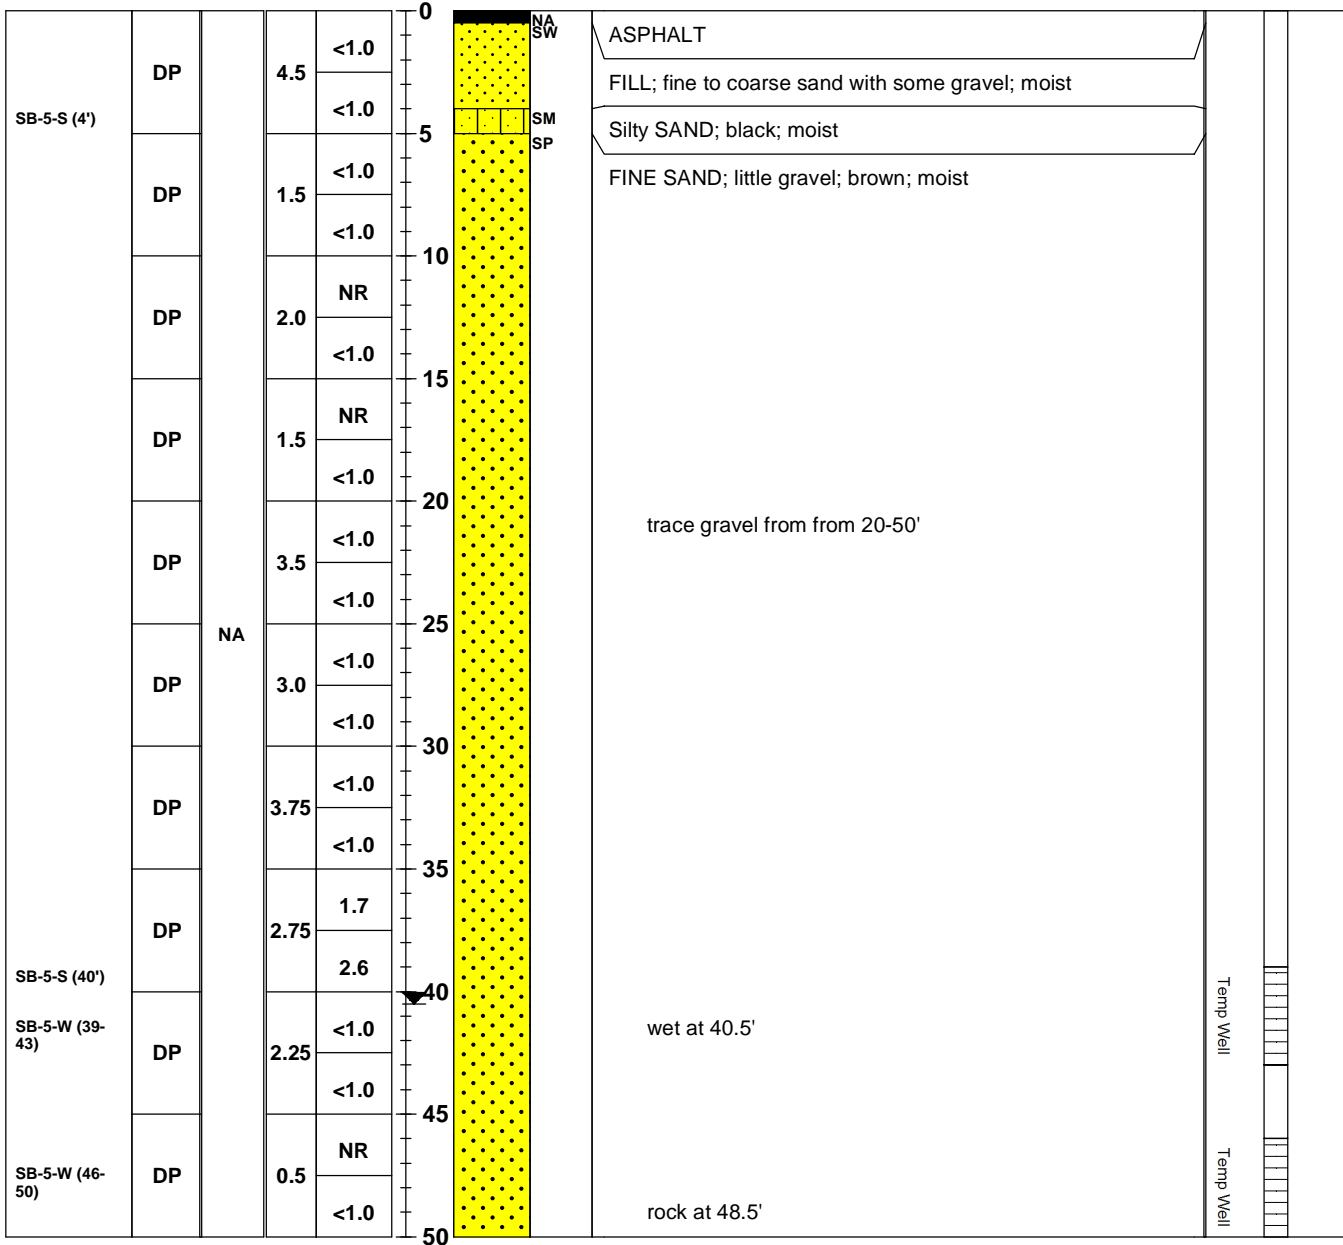 0
NA
SW
ASPHALT
<1.0
DP
4.5
FILL; fine to coarse sand with some gravel; moist
<1.0
SB-5-S (4')
SM
Silty SAND; black; moist
5
SP
<1.0
FINE SAND; little gravel; brown; moist
DP
1.5
<1.0
10
NR
DP
2.0
<1.0
15
NR
DP
1.5
<1.0
20
trace gravel from from 20-50'
<1.0
DP
3.5
<1.0
25
NA
<1.0
DP
3.0
<1.0
30
<1.0
DP
3.75
<1.0
35
1.7
DP
2.75
2.6
SB-5-S (40')
40
Temp Well
SB-5-W (39-
43)
<1.0
wet at 40.5'
DP
2.25
<1.0
45
NR
SB-5-W (46-
50)
DP
0.5
Temp Well
<1.0
rock at 48.5'
50